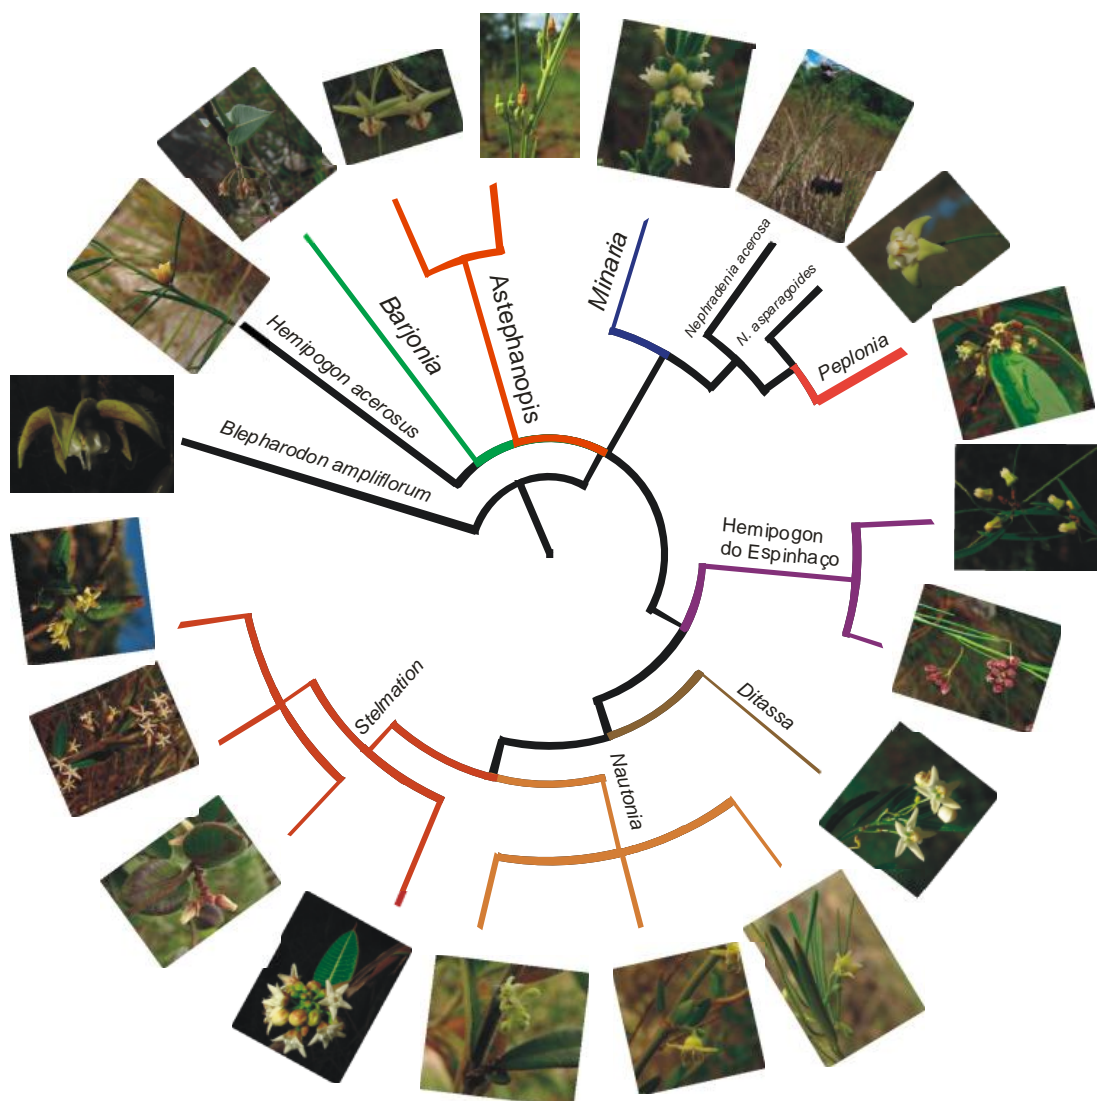 Blepharodon ampliflorum
Hemipogon acerosus
Barjonia
Astephanopis
Minaria
Nephradenia acerosa
N. asparagoides
Peplonia
Hemipogon
do Espinhaço
Ditassa
Nautonia
Stelmation